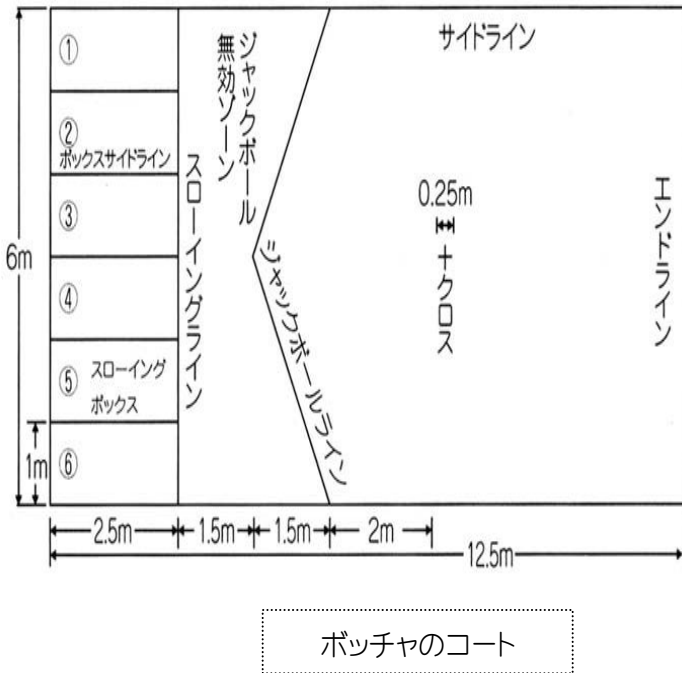 ①
②
ボックスサイドライン
③
④
⑤ スローイング
ボックス
⑥
6m
1m
スローイングライン
ジャックボール
無効ゾーン
ジャックボールライン
サイドライン
0.25m
十クロス
エンドライン
2.5m
1.5m
1.5m
2m
12.5m
ボッチャのコート